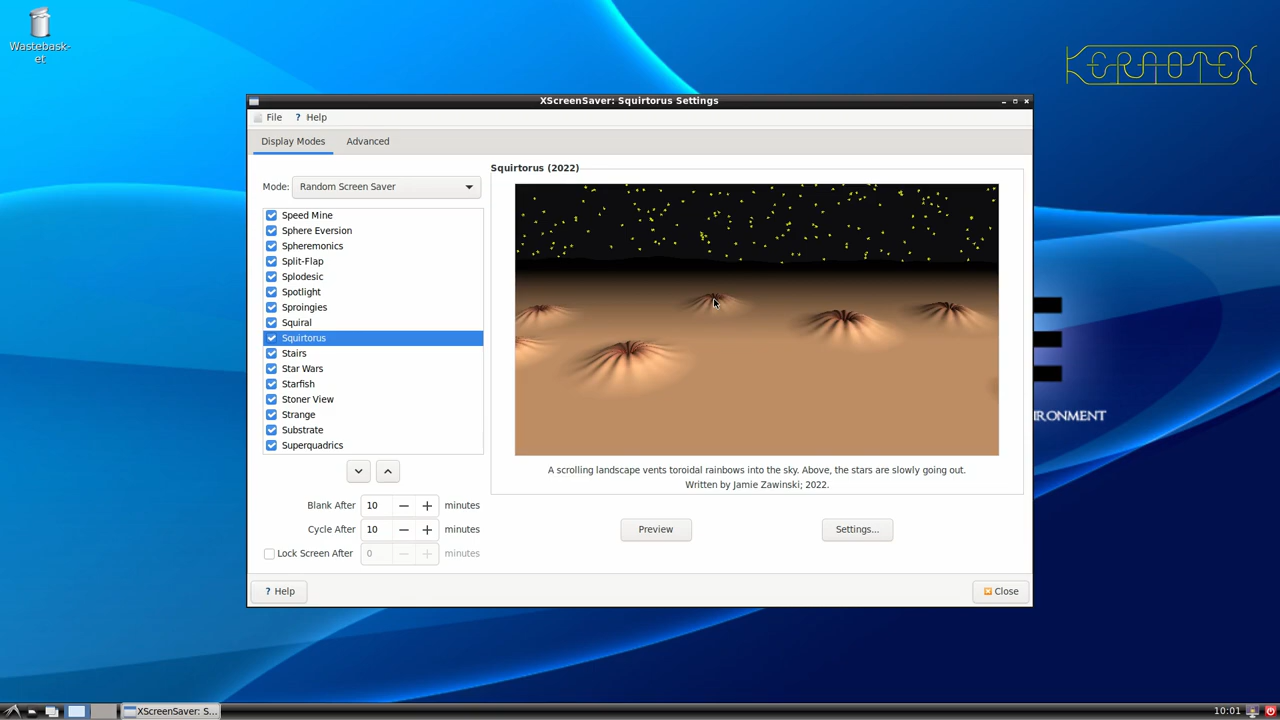 Wastebask-
et
KERAOTEX
XScreenSaver: Squirtorus Settings
File
? Help
Display Modes
Advanced
Mode:
Random Screen Saver
Speed Mine
Sphere Eversion
Spheremonics
Split-Flap
Splodesic
Spotlight
Sproingies
Squiral
Squirtorus
Stairs
Star Wars
Starfish
Stoner View
Strange
Substrate
Superquadrics
Blank After 10 minutes
Cycle After 10 minutes
Lock Screen After 0 minutes
Squirtorus (2022)
A scrolling landscape vents toroidal rainbows into the sky. Above, the stars are slowly going out.
Written by Jamie Zawinski; 2022.
Preview
Settings...
? Help
Close
E
IRONMENT
XScreenSaver: S...
10:01